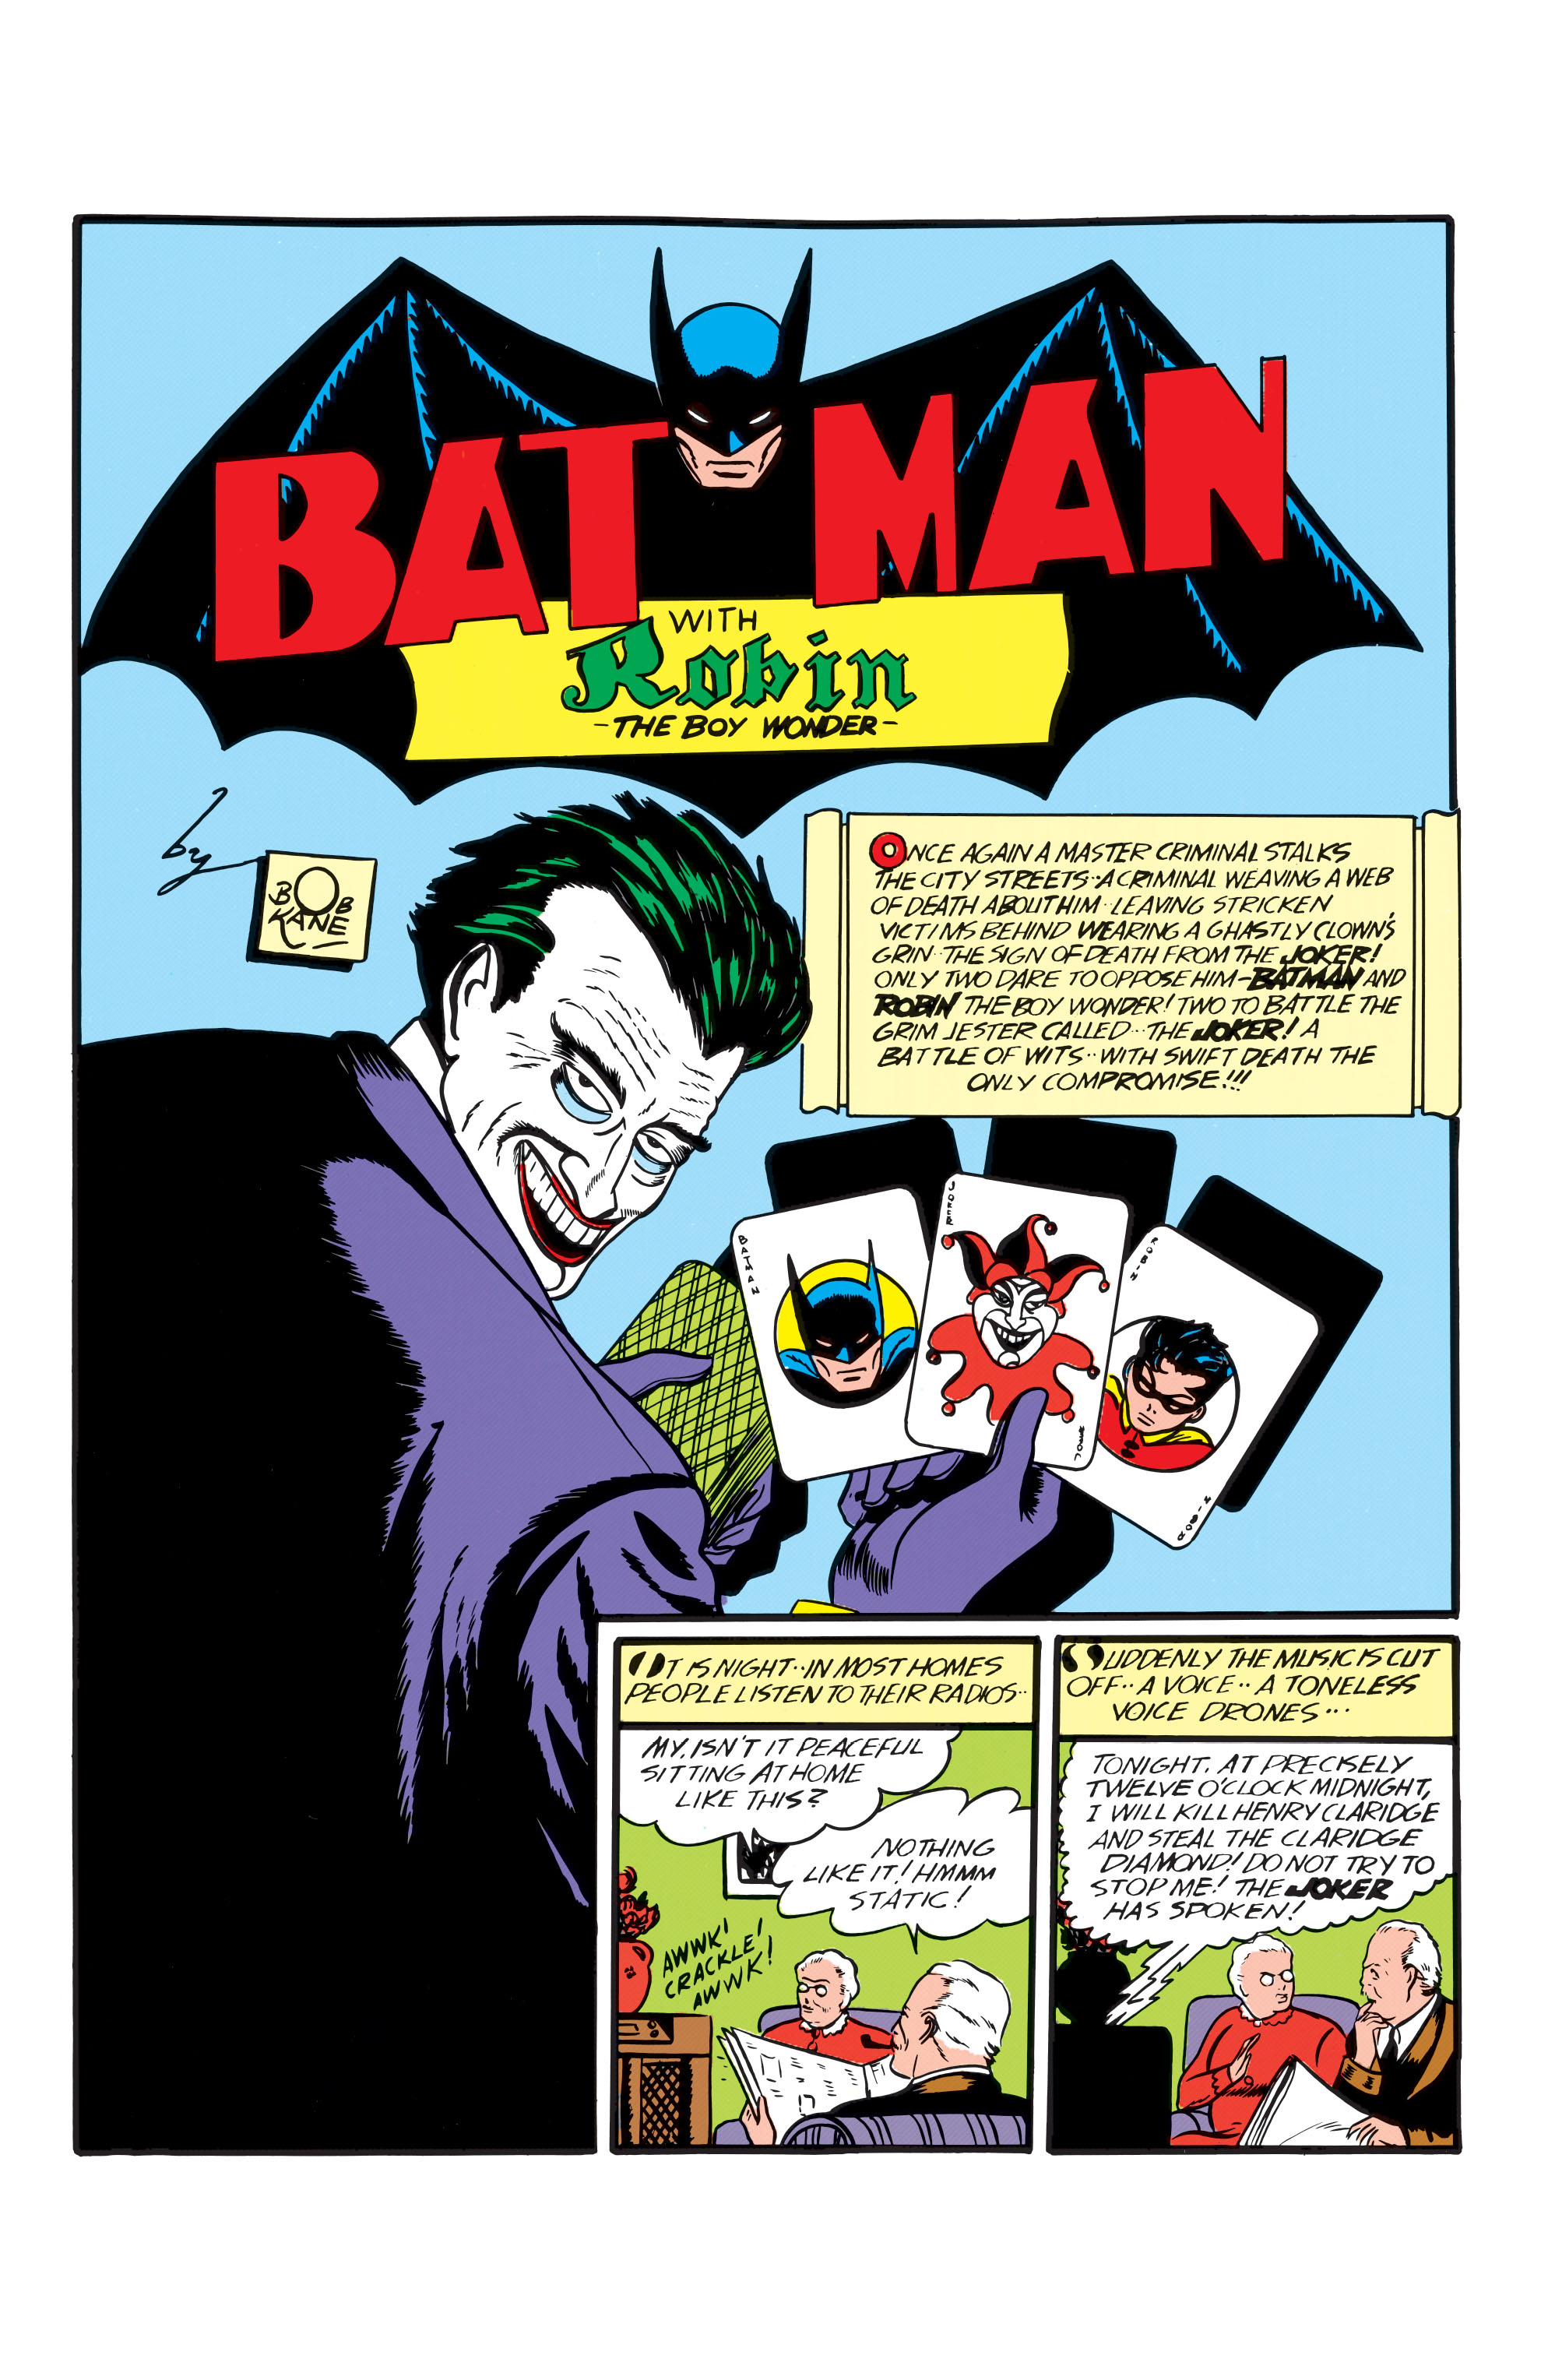 BATMAN
WITH
Robin
-THE BOY WONDER-
by
BOB
KANE
ONCE AGAIN A MASTER CRIMINAL STALKS
THE CITY STREETS··A CRIMINAL WEAVING A WEB
OF DEATH ABOUT HIM··LEAVING STRICKEN
VICTIMS BEHIND WEARING A GHASTLY CLOWN'S
GRIN··THE SIGN OF DEATH FROM THE JOKER!
ONLY TWO DARE TO OPPOSE HIM-BATMAN AND
ROBIN THE BOY WONDER! TWO TO BATTLE THE
GRIM JESTER CALLED···THE JOKER! A
BATTLE OF WITS··WITH SWIFT DEATH THE
ONLY COMPROMISE!!!
BATMAN
JOKER
JOKER
ROBIN
ROBIN
IT IS NIGHT··IN MOST HOMES
PEOPLE LISTEN TO THEIR RADIOS··
MY, ISN'T IT PEACEFUL
SITTING AT HOME
LIKE THIS?
NOTHING
LIKE IT! HMMM
STATIC!
AWWK!
CRACKLE!
AWWK!
SUDDENLY THE MUSIC IS CUT
OFF··A VOICE··A TONELESS
VOICE DRONES···
TONIGHT, AT PRECISELY
TWELVE O'CLOCK MIDNIGHT,
I WILL KILL HENRY CLARIDGE
AND STEAL THE CLARIDGE
DIAMOND! DO NOT TRY TO
STOP ME! THE JOKER
HAS SPOKEN!